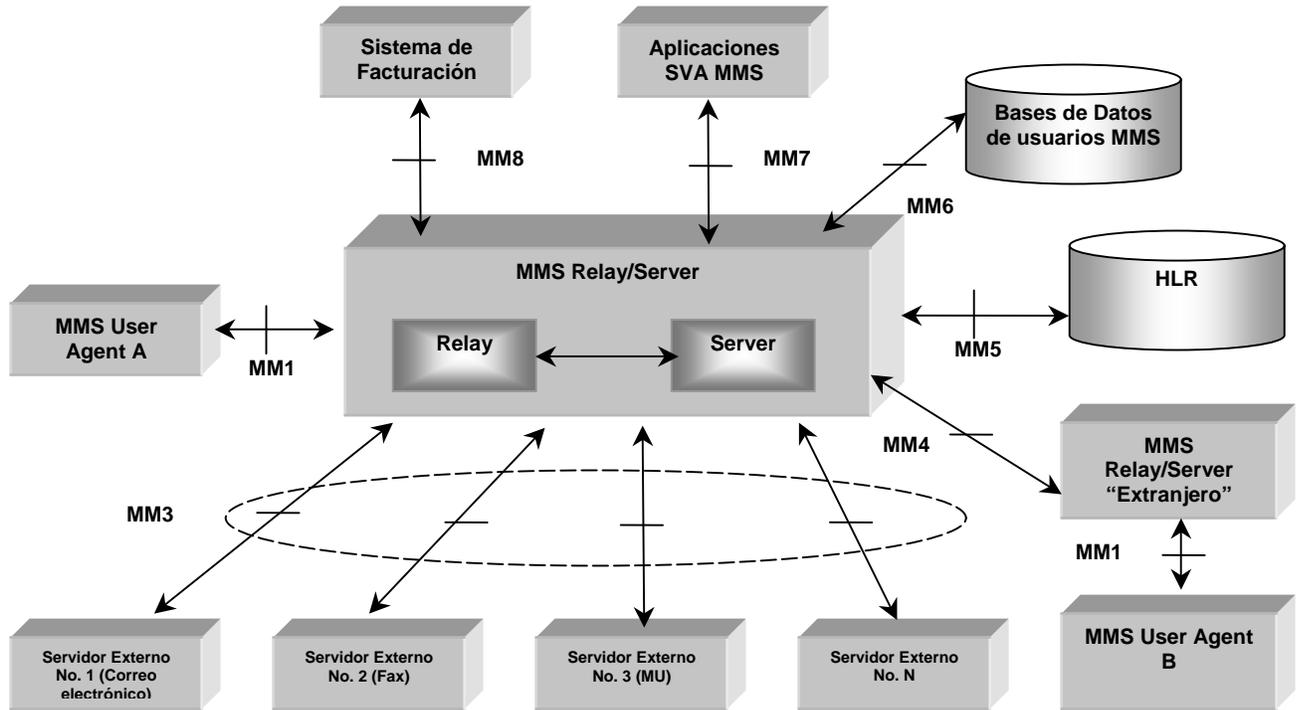 Sistema de
Facturación
Aplicaciones
SVA MMS
Bases de Datos
de usuarios MMS
MM8
MM7
MM6
MMS Relay/Server
HLR
MMS User
Agent A
Relay
Server
MM1
MM5
MM4
MMS
Relay/Server
“Extranjero”
MM3
MM1
MMS User Agent
B
Servidor Externo
No. 1 (Correo
electrónico)
Servidor Externo
No. 2 (Fax)
Servidor Externo
No. 3 (MU)
Servidor Externo
No. N